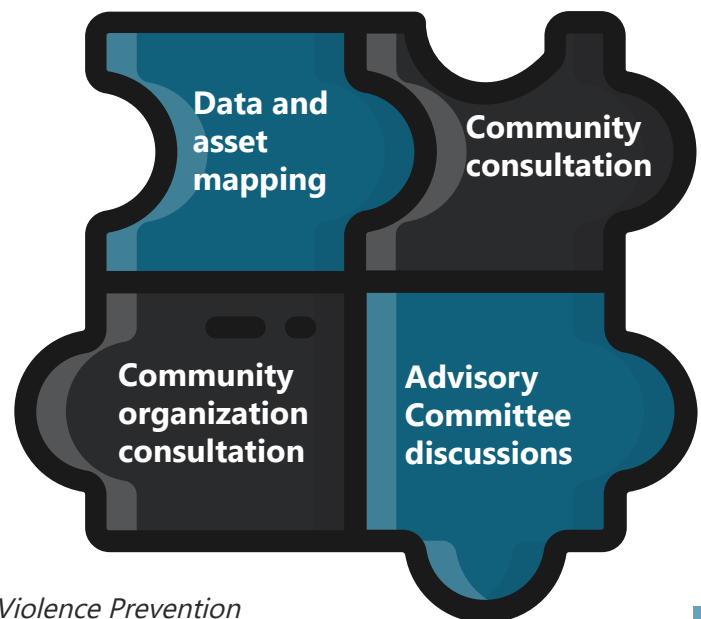 Data and
asset
mapping
Community
consultation
Community
organization
consultation
Advisory
Committee
discussions
Violence Prevention